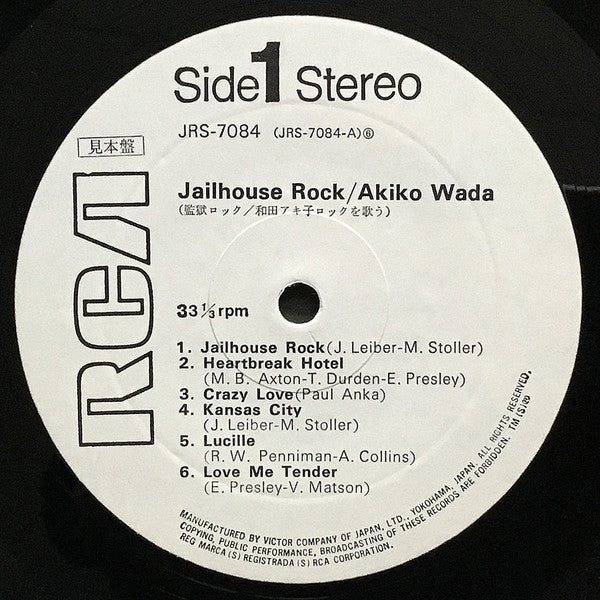 Side 1 Stereo
JRS-7084 (JRS-7084-A)⑥
見本盤
RCA
Jailhouse Rock/Akiko Wada
(監獄ロック/和田アキ子ロックを歌う)
33⅓rpm
1. Jailhouse Rock(J. Leiber-M. Stoller)
2. Heartbreak Hotel
(M. B. Axton-T. Durden-E. Presley)
3. Crazy Love(Paul Anka)
4. Kansas City
(J. Leiber-M. Stoller)
5. Lucille
(R. W. Penniman-A. Collins)
6. Love Me Tender
(E. Presley-V. Matson)
MANUFACTURED BY VICTOR COMPANY OF JAPAN, LTD., YOKOHAMA, JAPAN. ALL RIGHTS RESERVED.
COPYING, PUBLIC PERFORMANCE, BROADCASTING OF THESE RECORDS ARE FORBIDDEN. TM(S)®
REG MARCA(S) REGISTRADA(S) RCA CORPORATION.